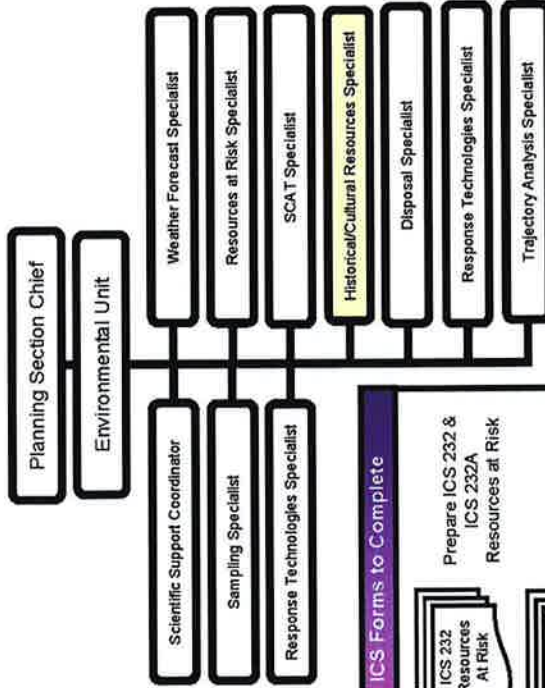 Planning Section Chief
Environmental Unit
Scientific Support Coordinator
Weather Forecast Specialist
Sampling Specialist
Resources at Risk Specialist
Response Technologies Specialist
SCAT Specialist
Historical/Cultural Resources Specialist
Disposal Specialist
Response Technologies Specialist
Trajectory Analysis Specialist
ICS Forms to Complete
ICS 232
Resources
At Risk
Prepare ICS 232 &
ICS 232A
Resources at Risk